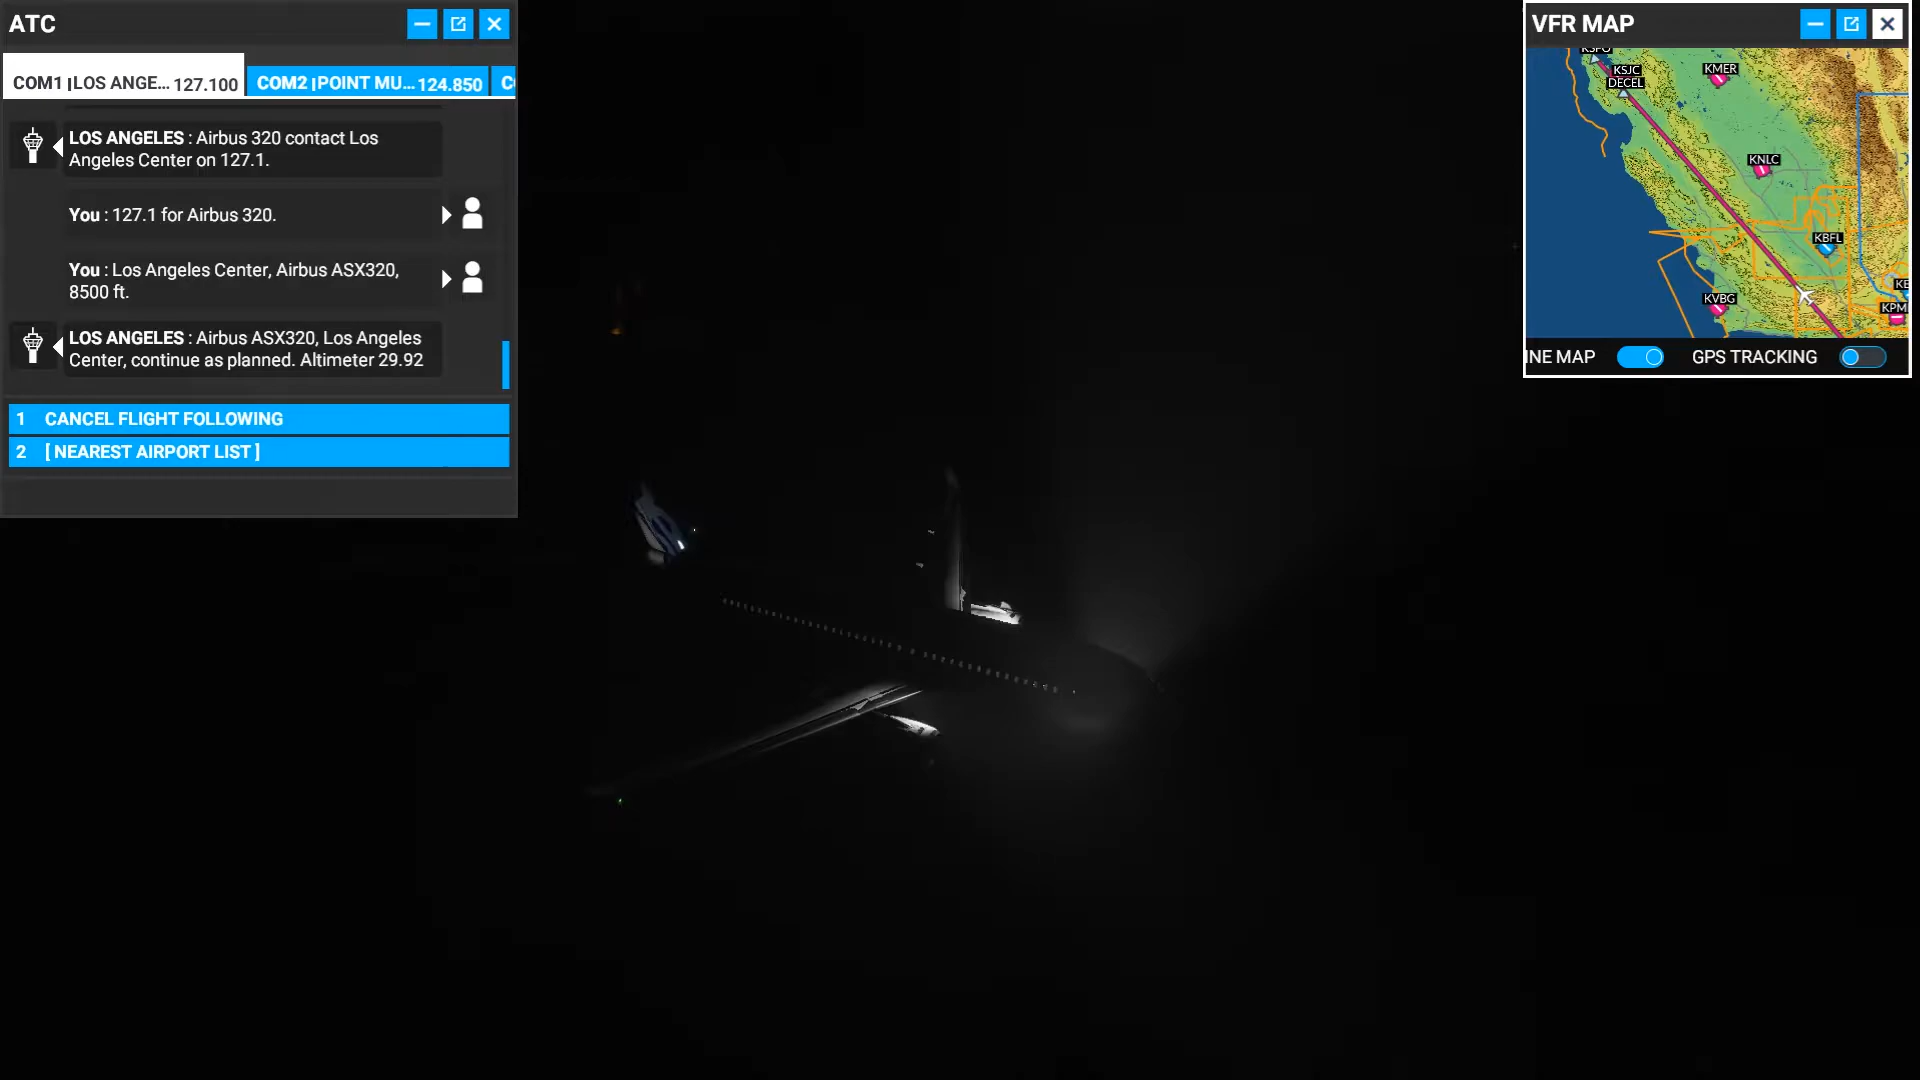 ATC
COM1 |LOS ANGE... 127.100
COM2 |POINT MU... 124.850
LOS ANGELES : Airbus 320 contact Los
Angeles Center on 127.1.
You : 127.1 for Airbus 320.
You : Los Angeles Center, Airbus ASX320,
8500 ft.
LOS ANGELES : Airbus ASX320, Los Angeles
Center, continue as planned. Altimeter 29.92
1 CANCEL FLIGHT FOLLOWING
2 [ NEAREST AIRPORT LIST ]
VFR MAP
KSJC
DECEL
KMER
KNLC
KBFL
KVBG
KPM
INE MAP
GPS TRACKING